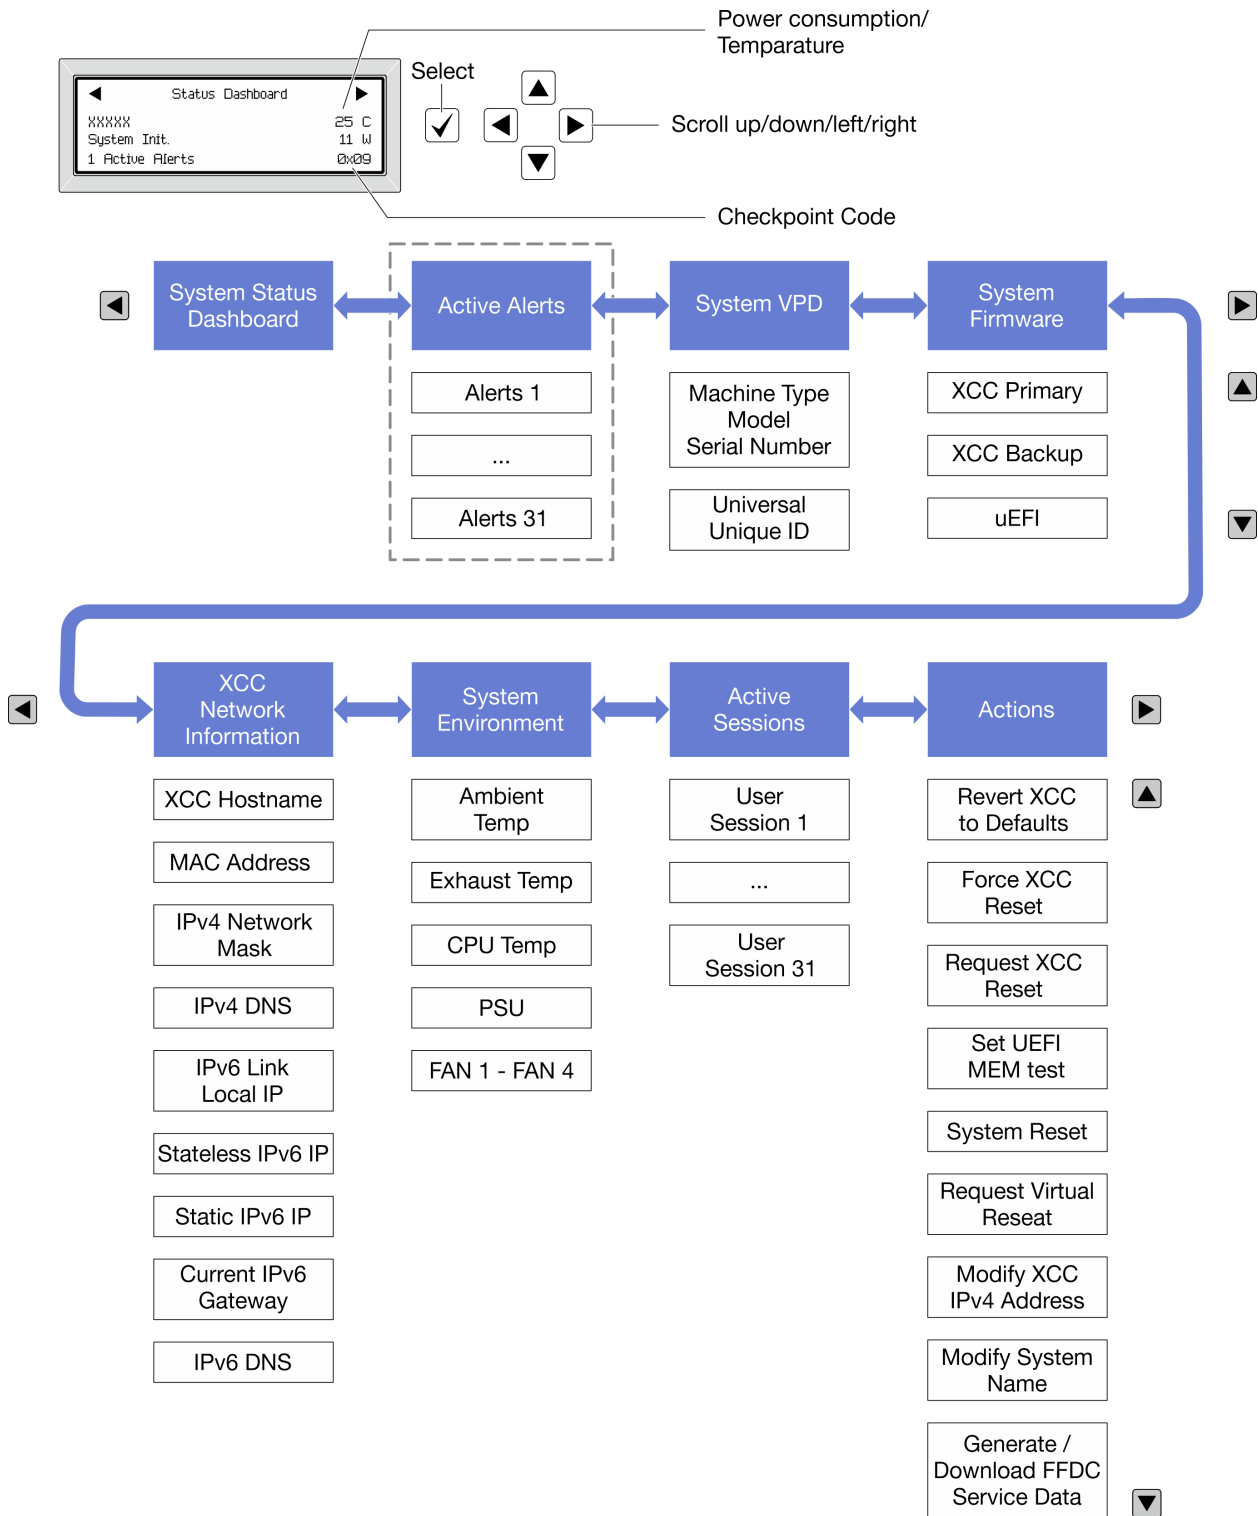 Power consumption/
Temparature
Select
Status Dashboard
XXXXX 25 C
System Init. 11 W
1 Active Alerts 0x09
Scroll up/down/left/right
Checkpoint Code
System Status
Dashboard
Active Alerts
System VPD
System
Firmware
Alerts 1
...
Alerts 31
Machine Type
Model
Serial Number
Universal
Unique ID
XCC Primary
XCC Backup
uEFI
XCC
Network
Information
System
Environment
Active
Sessions
Actions
XCC Hostname
MAC Address
IPv4 Network
Mask
IPv4 DNS
IPv6 Link
Local IP
Stateless IPv6 IP
Static IPv6 IP
Current IPv6
Gateway
IPv6 DNS
Ambient
Temp
Exhaust Temp
CPU Temp
PSU
FAN 1 - FAN 4
User
Session 1
...
User
Session 31
Revert XCC
to Defaults
Force XCC
Reset
Request XCC
Reset
Set UEFI
MEM test
System Reset
Request Virtual
Reseat
Modify XCC
IPv4 Address
Modify System
Name
Generate /
Download FFDC
Service Data